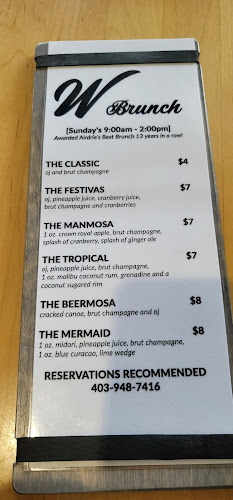 W Brunch
[Sunday's 9:00am - 2:00pm]
Awarded Airdrie's Best Brunch 13 years in a row!
THE CLASSIC $4
oj and brut champagne
THE FESTIVAS $7
oj, pineapple juice, cranberry juice,
brut champagne and cranberries
THE MANMOSA $7
1 oz. crown royal apple, brut champagne,
splash of cranberry, splash of ginger ale
THE TROPICAL $7
oj, pineapple juice, brut champagne,
1 oz. malibu coconut rum, grenadine and a
coconut sugared rim
THE BEERMOSA $8
cracked canoe, brut champagne and oj
THE MERMAID $8
1 oz. midori, pineapple juice, brut champagne,
1 oz. blue curacao, lime wedge
RESERVATIONS RECOMMENDED
403-948-7416